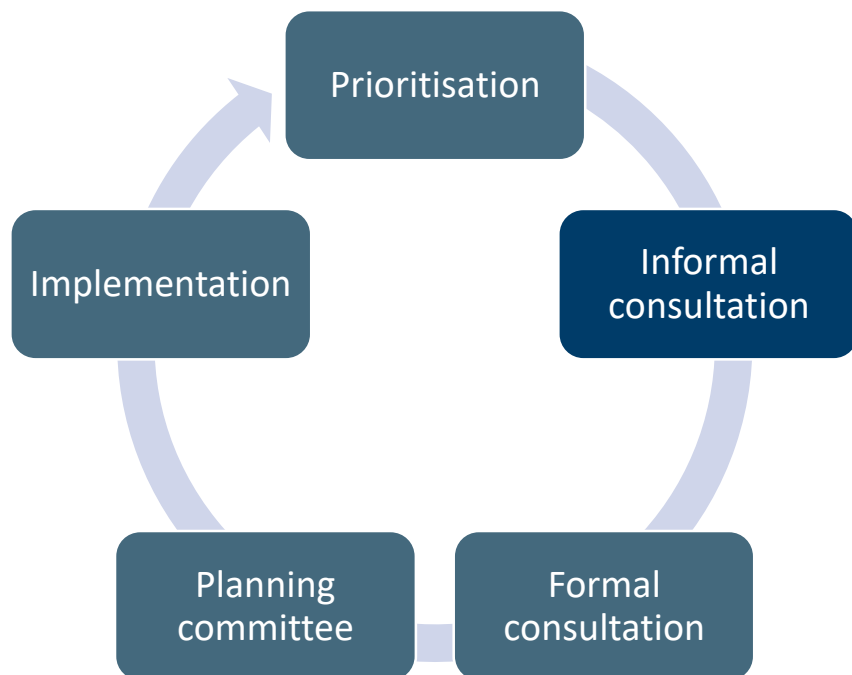 Prioritisation
Informal
consultation
Formal
consultation
Planning
committee
Implementation